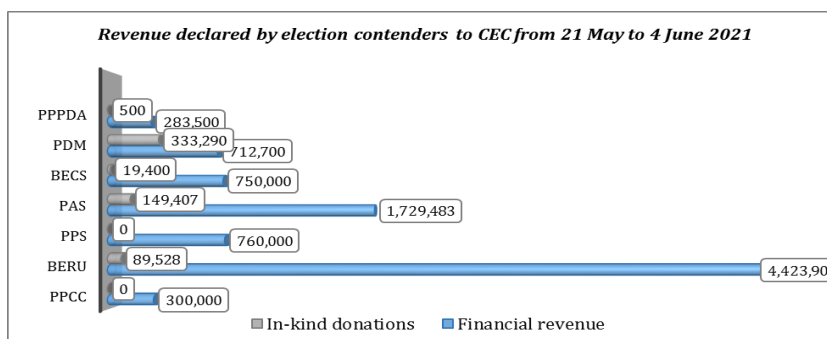 Revenue declared by election contenders to CEC from 21 May to 4 June 2021
PPPDA
500
283,500
PDM
333,290
712,700
BECS
19,400
750,000
PAS
149,407
1,729,483
PPS
0
760,000
BERU
89,528
4,423,90
PPCC
0
300,000
In-kind donations
Financial revenue